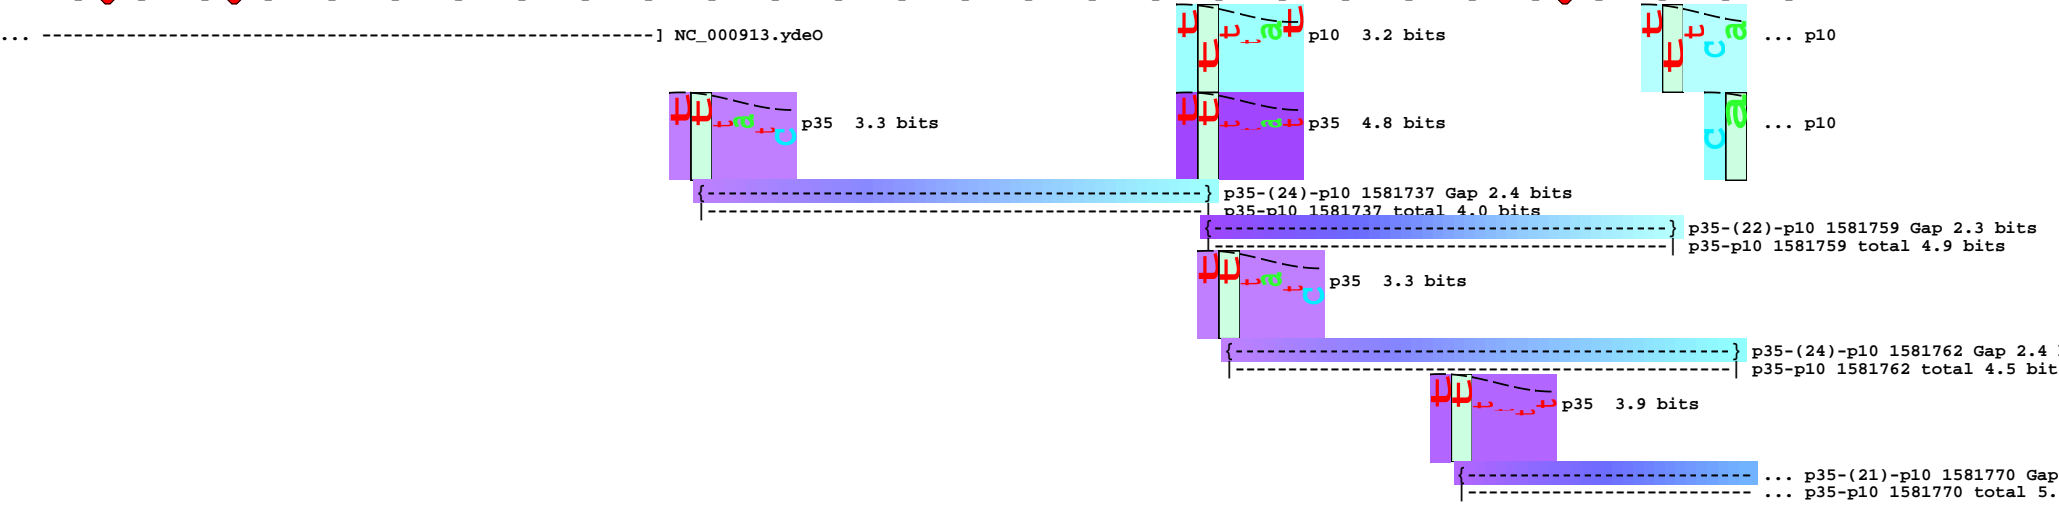 ... ----------------------------------------------------] NC_000913.ydeO
p10 3.2 bits
... p10
p35 3.3 bits
p35 4.8 bits
... p10
p35-(24)-p10 1581737 Gap 2.4 bits
p35-p10 1581737 total 4.0 bits
p35-(22)-p10 1581759 Gap 2.3 bits
p35-p10 1581759 total 4.9 bits
p35 3.3 bits
p35-(24)-p10 1581762 Gap 2.4
p35-p10 1581762 total 4.5 bit
p35 3.9 bits
... p35-(21)-p10 1581770 Gap
... p35-p10 1581770 total 5.